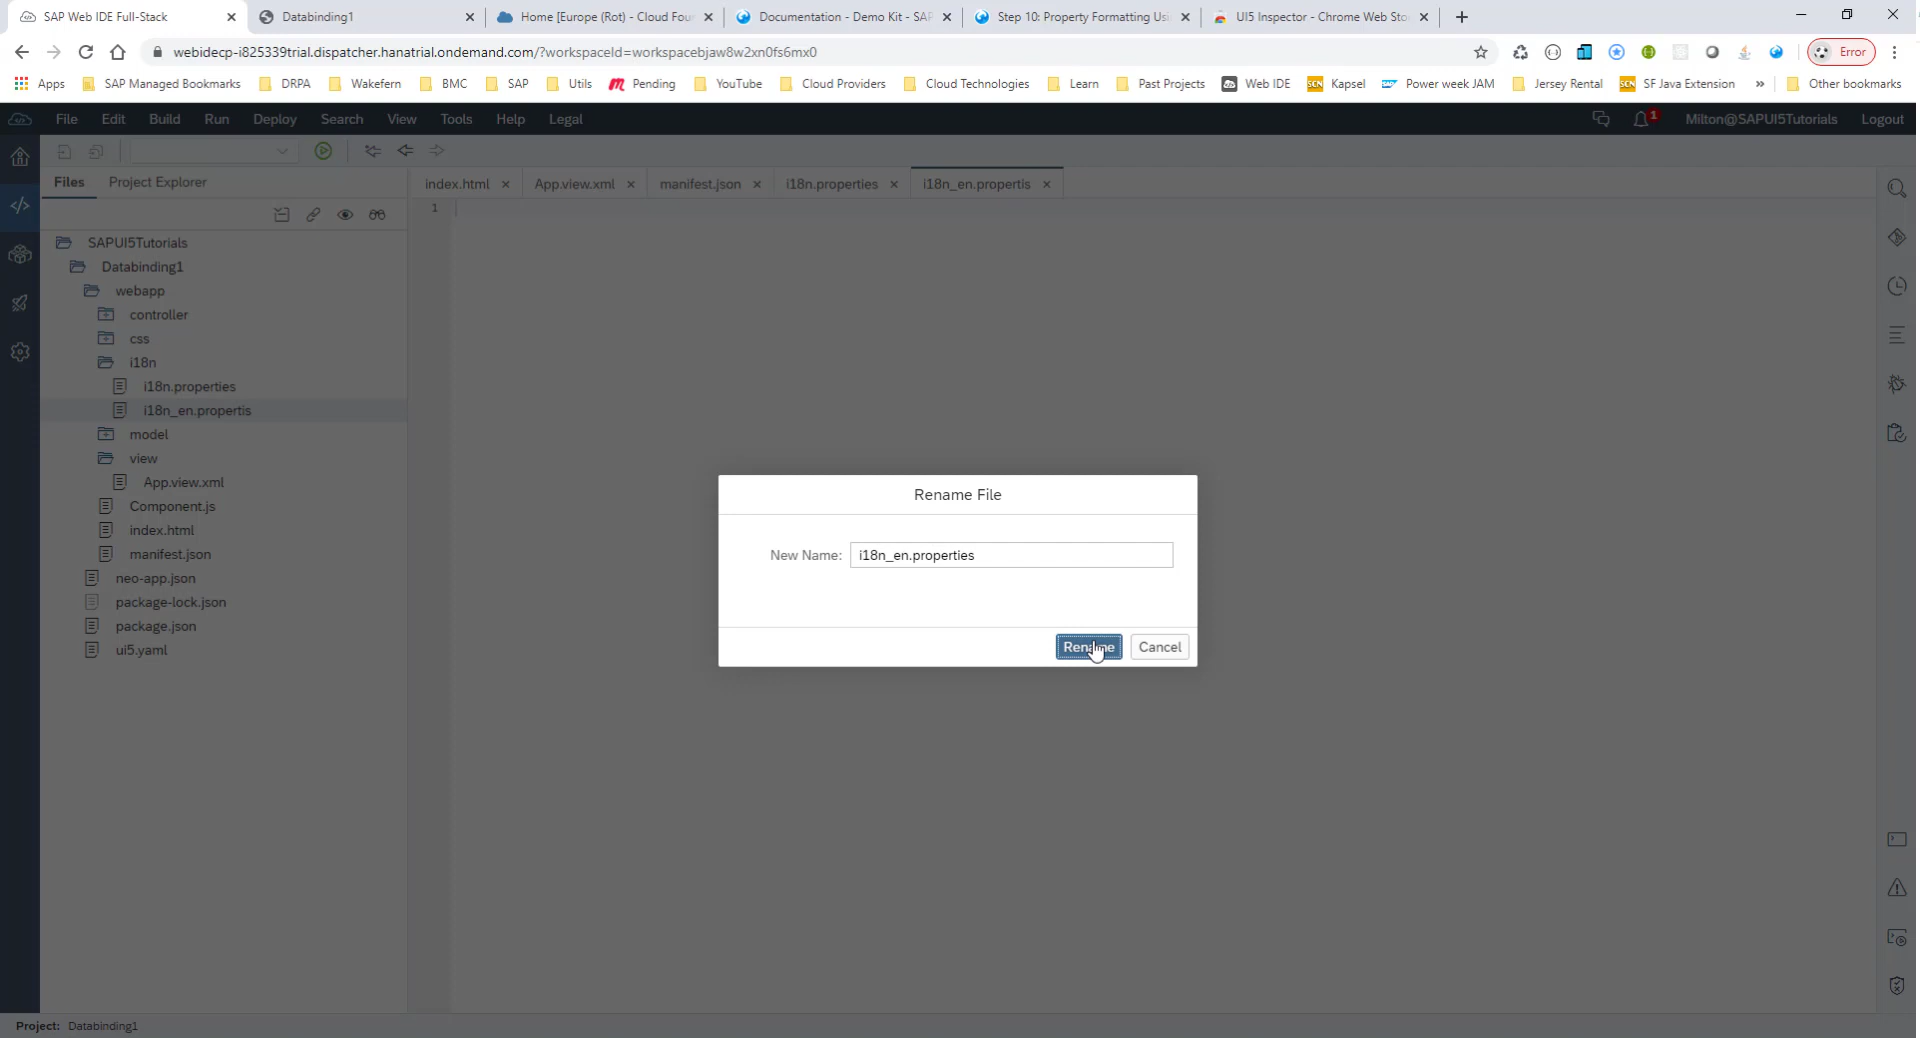 SAP Web IDE Full-Stack
Databinding1
Home [Europe (Rot) - Cloud Four
Documentation - Demo Kit - SAP
Step 10: Property Formatting Usi
UI5 Inspector - Chrome Web Sto
webidecp-i825339trial.dispatcher.hanatrial.ondemand.com/?workspaceId=workspacebjaw8w2xn0fs6mx0
Error
Apps
SAP Managed Bookmarks
DRPA
Wakefern
BMC
SAP
Utils
Pending
YouTube
Cloud Providers
Cloud Technologies
Learn
Past Projects
Web IDE
Kapsel
Power week JAM
Jersey Rental
SF Java Extension
»
Other bookmarks
File Edit Build Run Deploy Search View Tools Help Legal
1
Milton@SAPUI5Tutorials
Logout
Files
Project Explorer
index.html
App.view.xml
manifest.json
i18n.properties
i18n_en.propertis
1
SAPUI5Tutorials
Databinding1
webapp
controller
css
i18n
i18n.properties
i18n_en.propertis
model
view
App.view.xml
Component.js
index.html
manifest.json
neo-app.json
package-lock.json
package.json
ui5.yaml
Rename File
New Name: i18n_en.properties
Rename
Cancel
Project: Databinding1